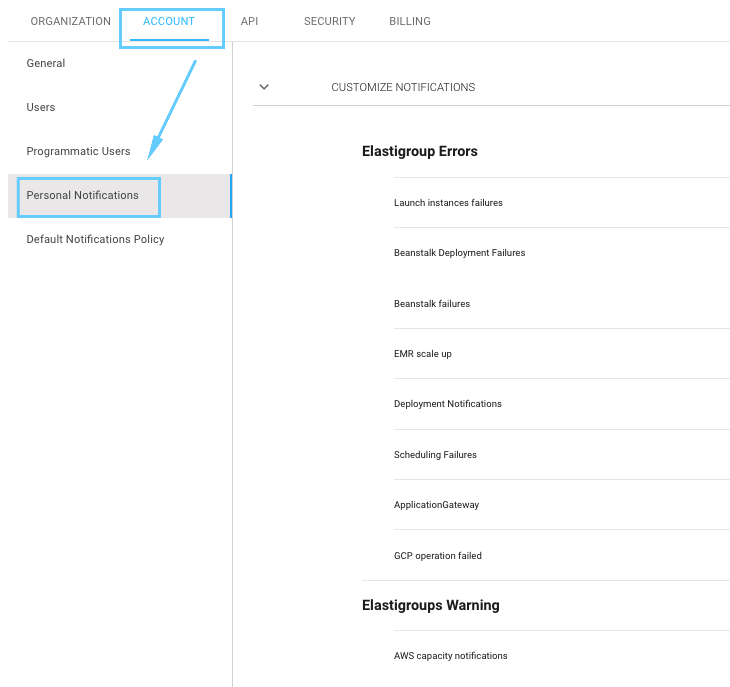 ORGANIZATION ACCOUNT API SECURITY BILLING
General
Users
Programmatic Users
Personal Notifications
Default Notifications Policy
CUSTOMIZE NOTIFICATIONS
Elastigroup Errors
Launch instances failures
Beanstalk Deployment Failures
Beanstalk failures
EMR scale up
Deployment Notifications
Scheduling Failures
ApplicationGateway
GCP operation failed
Elastigroups Warning
AWS capacity notifications